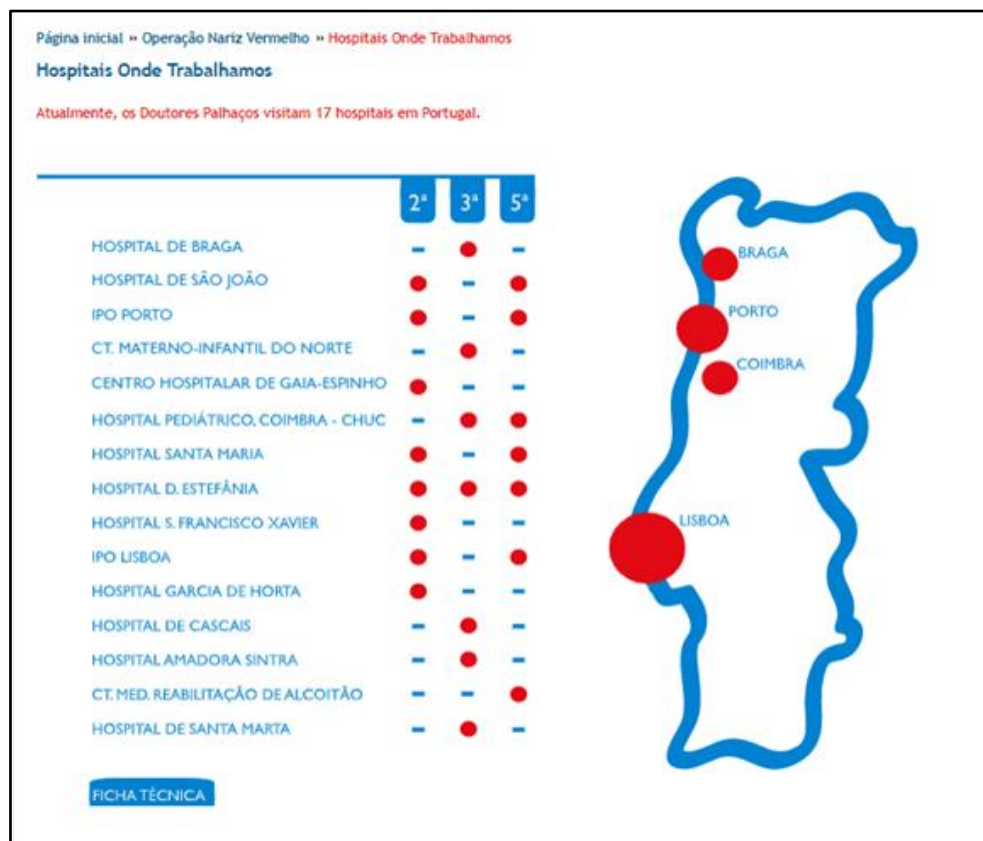 Página inicial » Operação Nariz Vermelho » Hospitais Onde Trabalhamos
Hospitais Onde Trabalhamos
Atualmente, os Doutores Palhaços visitam 17 hospitais em Portugal.
2ª 3ª 5ª
HOSPITAL DE BRAGA
HOSPITAL DE SÃO JOÃO
IPO PORTO
CT. MATERNO-INFANTIL DO NORTE
CENTRO HOSPITALAR DE GAIA-ESPINHO
HOSPITAL PEDIÁTRICO, COIMBRA - CHUC
HOSPITAL SANTA MARIA
HOSPITAL D. ESTEFÂNIA
HOSPITAL S. FRANCISCO XAVIER
IPO LISBOA
HOSPITAL GARCIA DE HORTA
HOSPITAL DE CASCAIS
HOSPITAL AMADORA SINTRA
CT. MED. REABILITAÇÃO DE ALCOITÃO
HOSPITAL DE SANTA MARTA
FICHA TÉCNICA
BRAGA
PORTO
COIMBRA
LISBOA